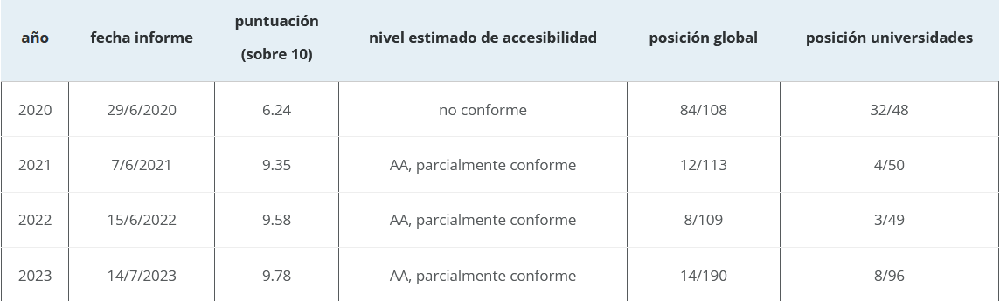 año fecha informe puntuación (sobre 10) nivel estimado de accesibilidad posición global posición universidades
2020 29/6/2020 6.24 no conforme 84/108 32/48
2021 7/6/2021 9.35 AA, parcialmente conforme 12/113 4/50
2022 15/6/2022 9.58 AA, parcialmente conforme 8/109 3/49
2023 14/7/2023 9.78 AA, parcialmente conforme 14/190 8/96